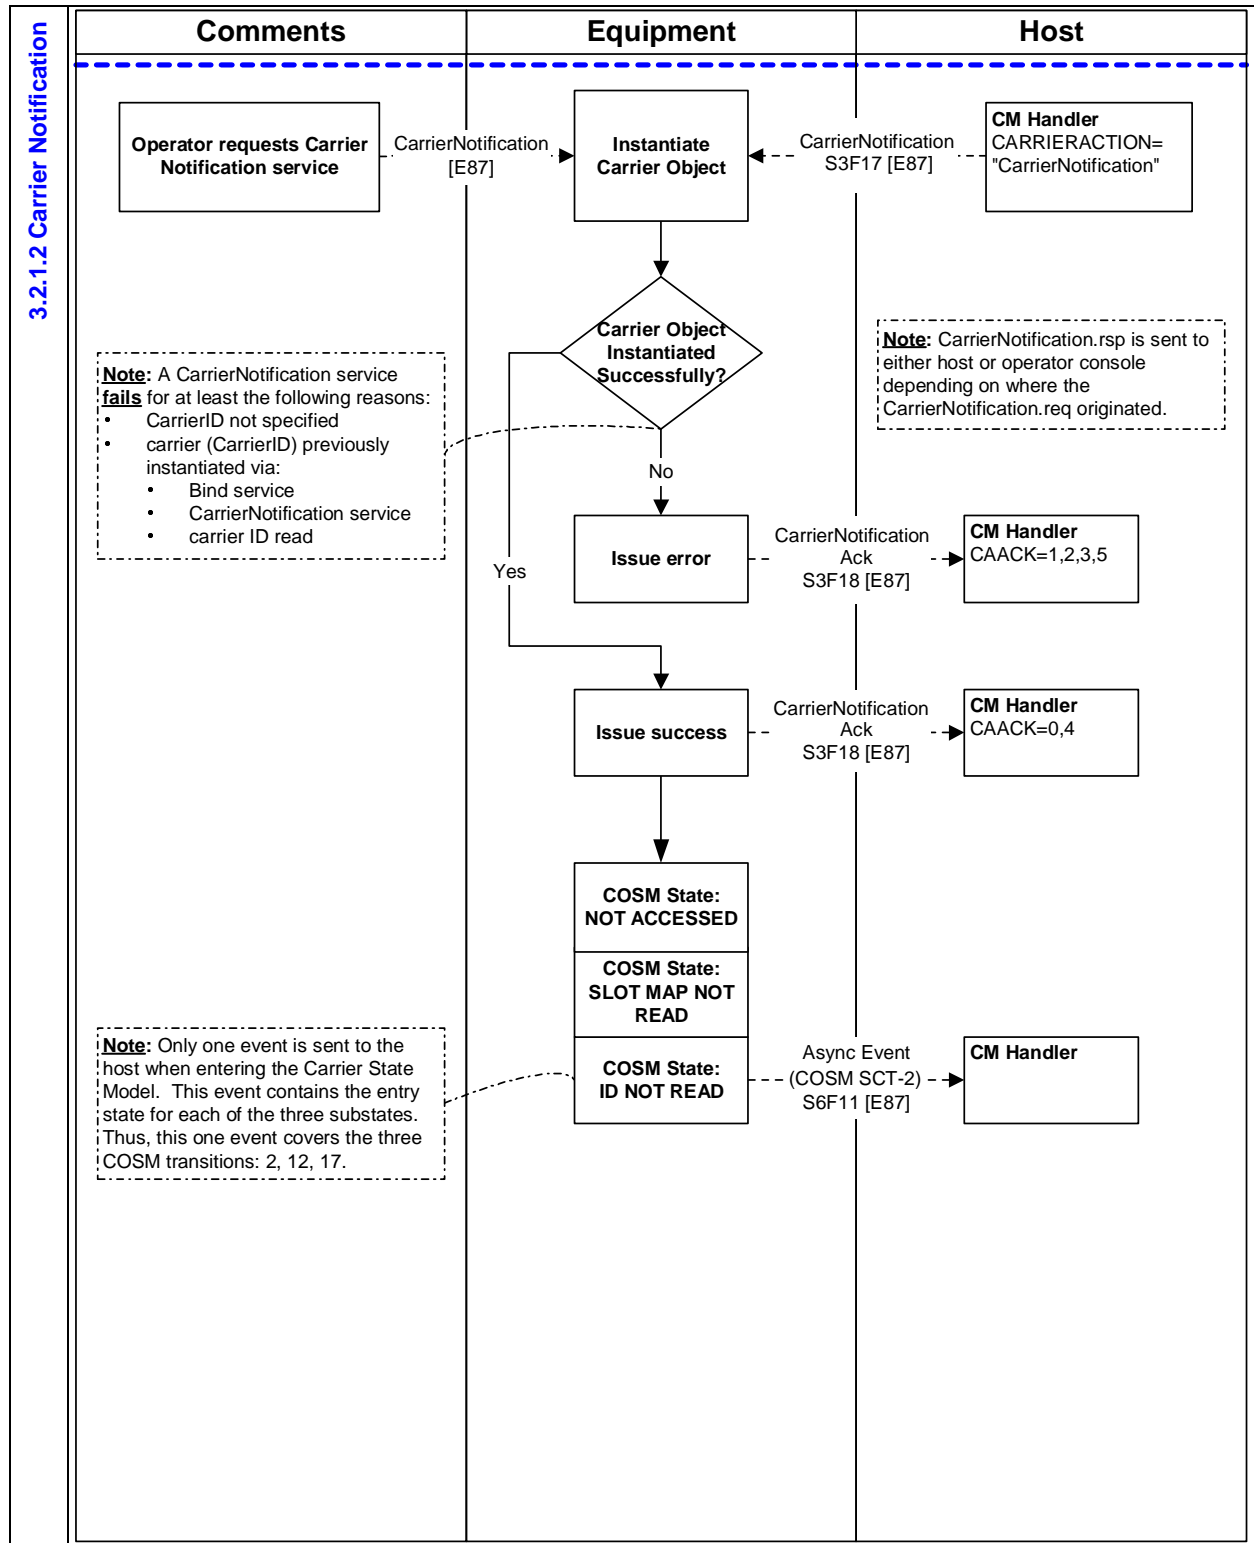 3.2.1.2 Carrier Notification
Comments
Equipment
Host
Operator requests Carrier
Notification service
CarrierNotification
[E87]
Instantiate
Carrier Object
CarrierNotification
S3F17 [E87]
CM Handler
CARRIERACTION=
"CarrierNotification"
Carrier Object
Instantiated
Successfully?
Note: CarrierNotification.rsp is sent to
either host or operator console
depending on where the
CarrierNotification.req originated.
Note: A CarrierNotification service
fails for at least the following reasons:
• CarrierID not specified
• carrier (CarrierID) previously
instantiated via:
• Bind service
• CarrierNotification service
• carrier ID read
No
Yes
Issue error
CarrierNotification
Ack
S3F18 [E87]
CM Handler
CAACK=1,2,3,5
Issue success
CarrierNotification
Ack
S3F18 [E87]
CM Handler
CAACK=0,4
COSM State:
NOT ACCESSED
COSM State:
SLOT MAP NOT
READ
COSM State:
ID NOT READ
Note: Only one event is sent to the
host when entering the Carrier State
Model.  This event contains the entry
state for each of the three substates.
Thus, this one event covers the three
COSM transitions: 2, 12, 17.
Async Event
(COSM SCT-2)
S6F11 [E87]
CM Handler